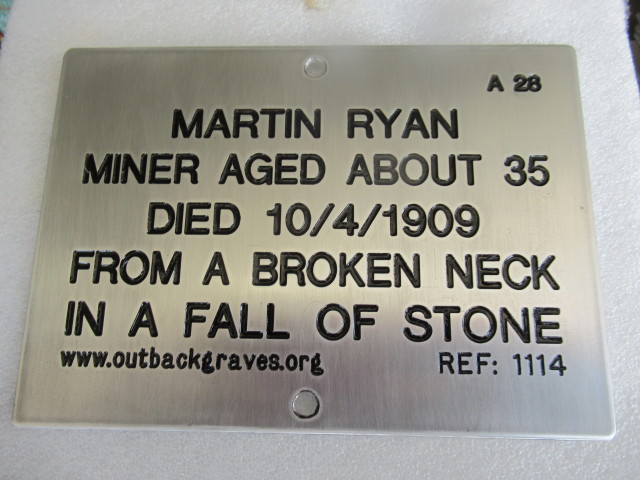 A 28
MARTIN RYAN
MINER AGED ABOUT 35
DIED 10/4/1909
FROM A BROKEN NECK
IN A FALL OF STONE
www.outbackgraves.org REF: 1114